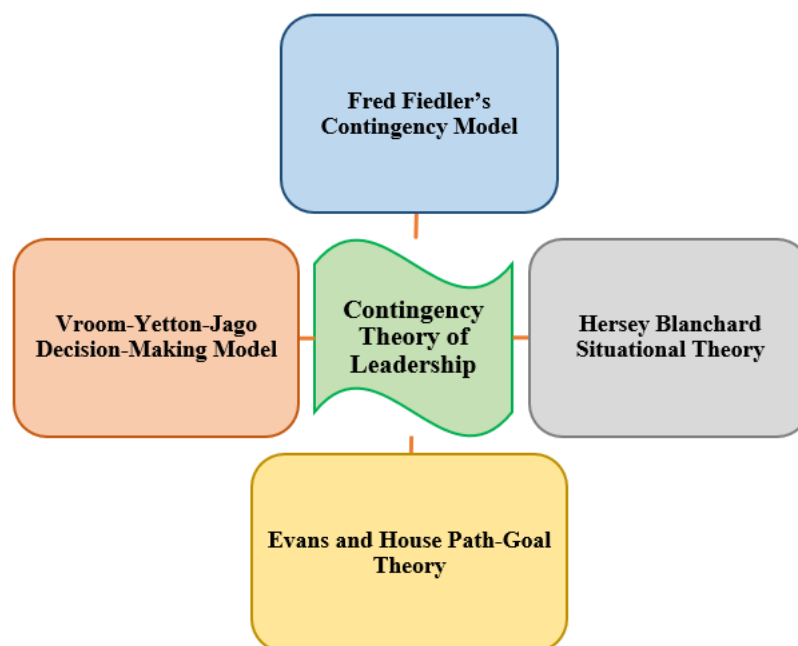 Fred Fiedler’s
Contingency Model
Vroom-Yetton-Jago
Decision-Making Model
Contingency
Theory of
Leadership
Hersey Blanchard
Situational Theory
Evans and House Path-Goal
Theory